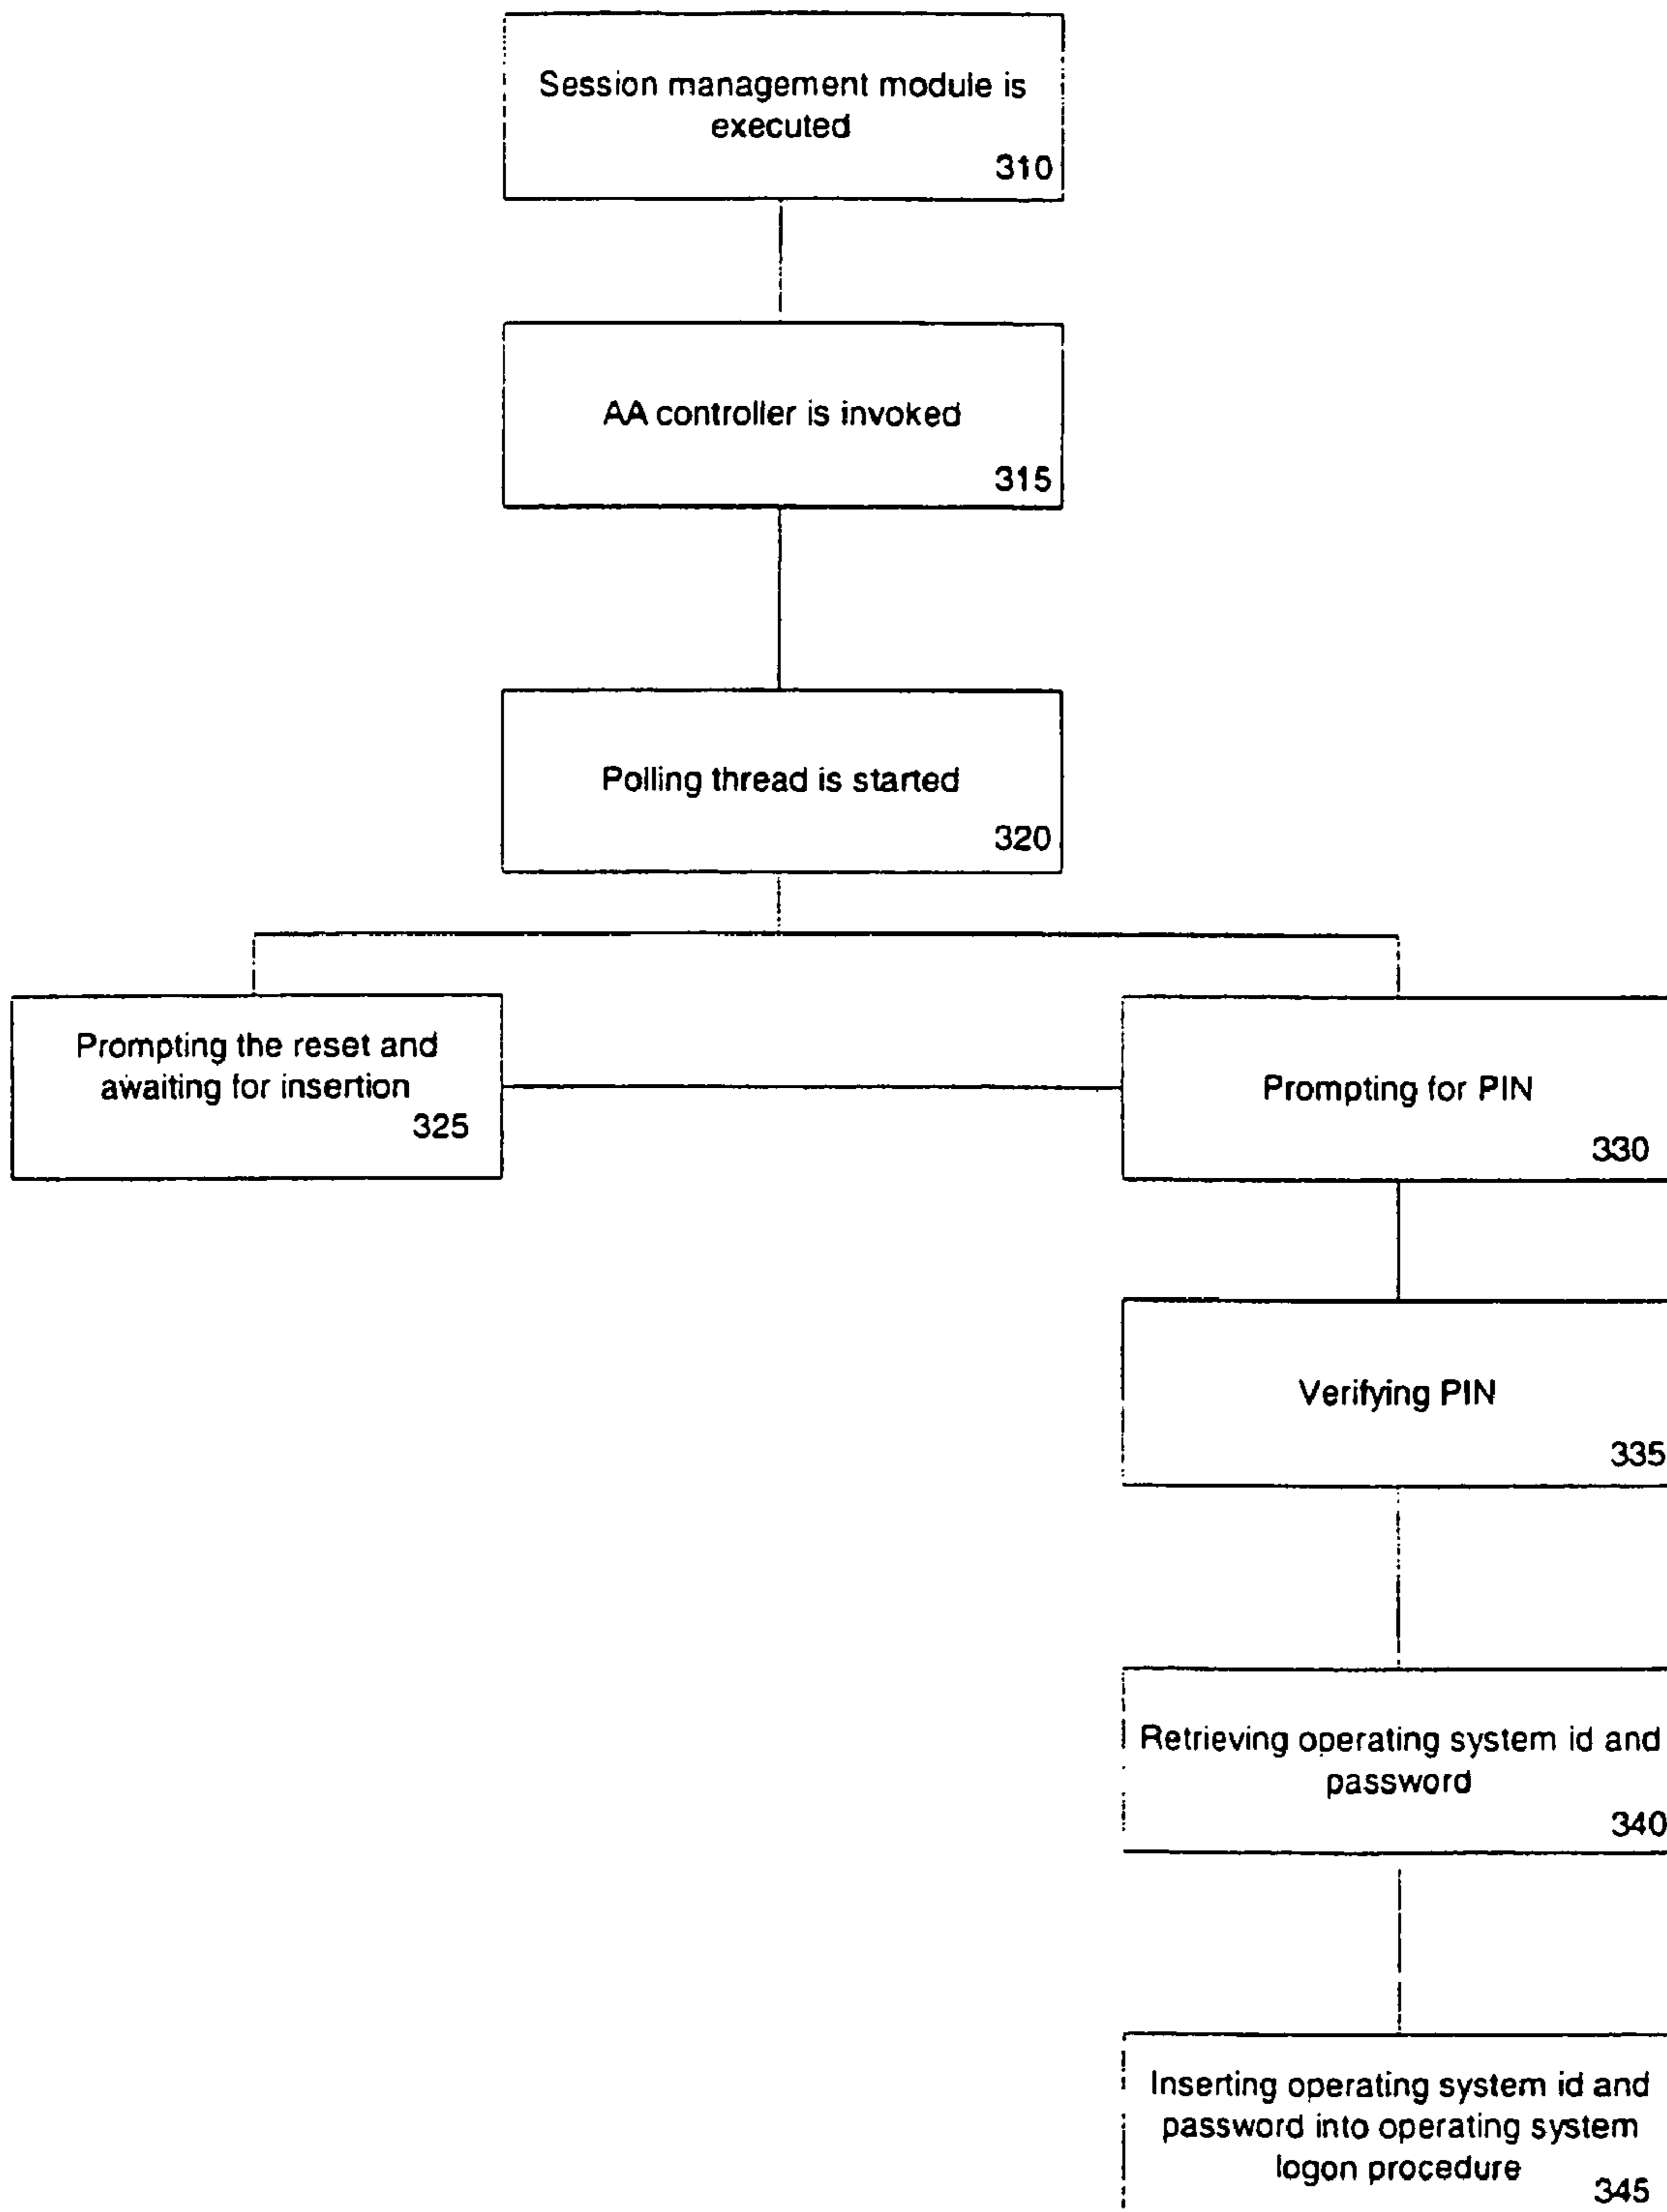 Session management module is
executed
310
AA controller is invoked
315
Polling thread is started
320
Prompting the reset and
awaiting for insertion
325
Prompting for PIN
330
Verifying PIN
335
Retrieving operating system id and
password
340
Inserting operating system id and
password into operating system
logon procedure
345